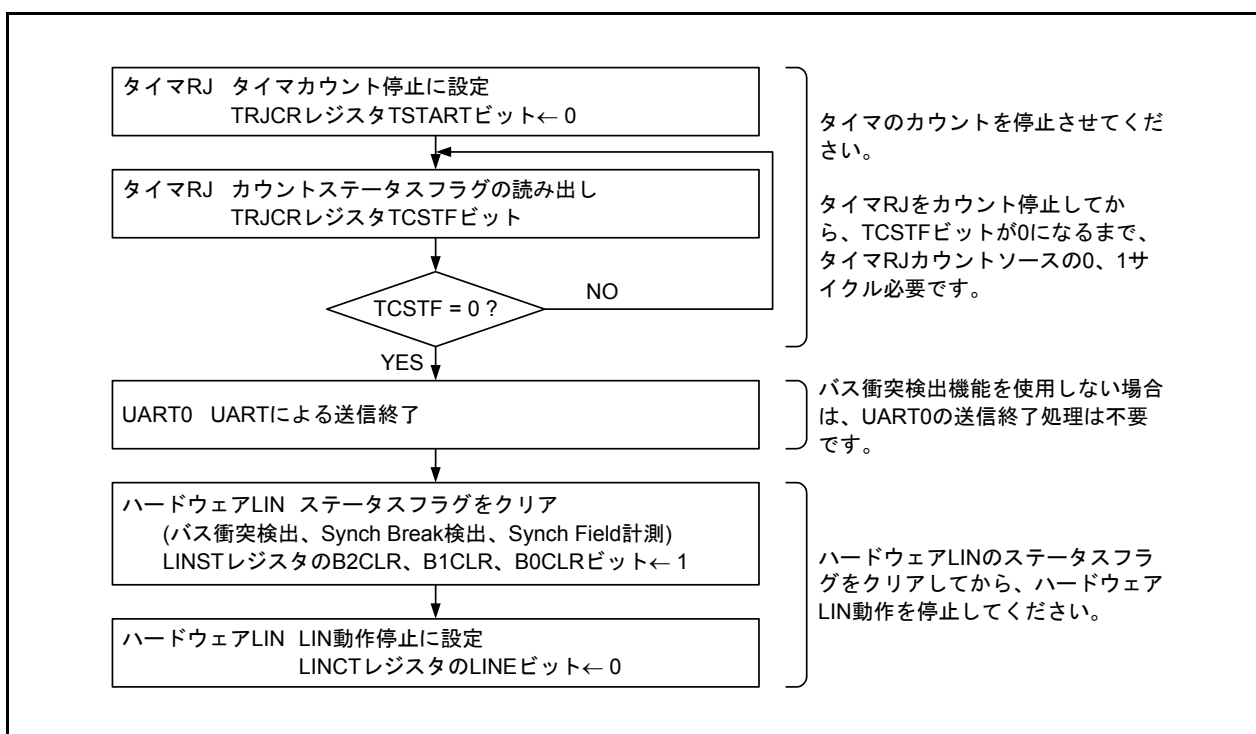 タイマRJ タイマカウント停止に設定
TRJCRレジスタTSTARTビット← 0
タイマRJ カウントステータスフラグの読み出し
TRJCRレジスタTCSTFビット
TCSTF = 0 ?
NO
YES
タイマのカウントを停止させてくだ
さい。
タイマRJをカウント停止してか
ら、TCSTFビットが0になるまで、
タイマRJカウントソースの0、1サ
イクル必要です。
UART0 UARTによる送信終了
バス衝突検出機能を使用しない場合
は、UART0の送信終了処理は不要
です。
ハードウェアLIN ステータスフラグをクリア
(バス衝突検出、Synch Break検出、Synch Field計測)
LINSTレジスタのB2CLR、B1CLR、B0CLRビット← 1
ハードウェアLIN LIN動作停止に設定
LINCTレジスタのLINEビット← 0
ハードウェアLINのステータスフラ
グをクリアしてから、ハードウェア
LIN動作を停止してください。